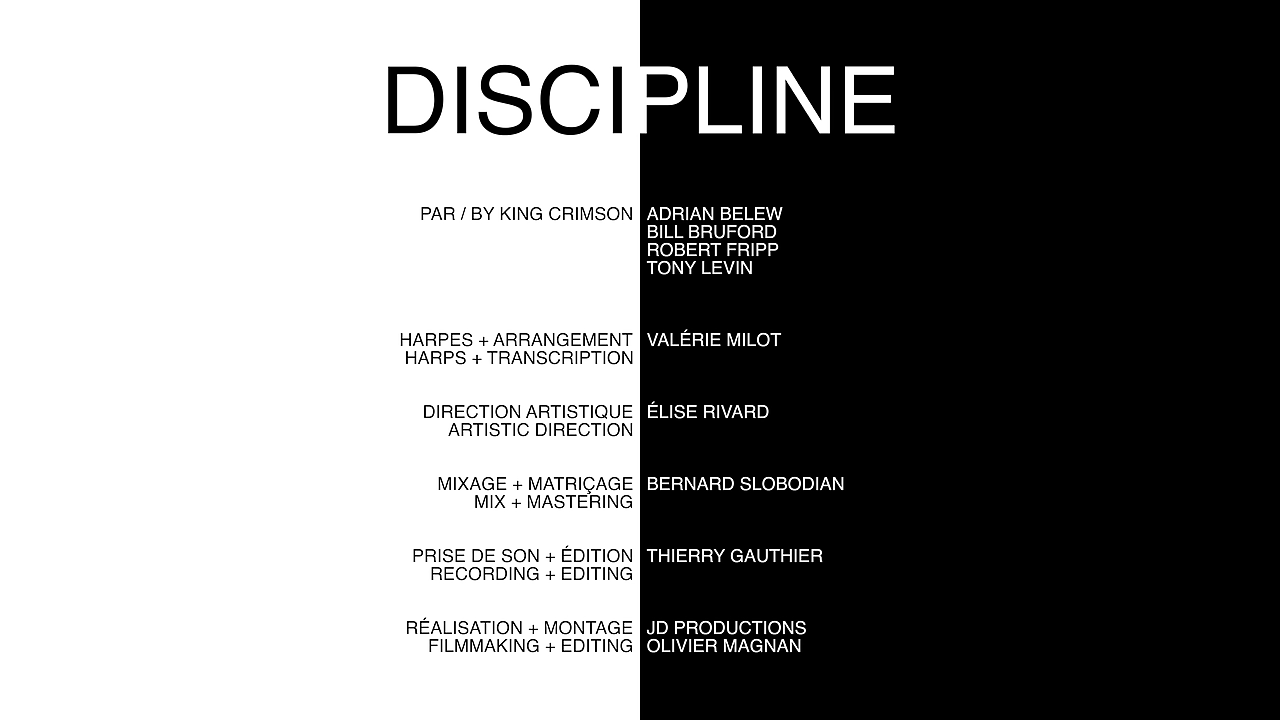 DISCIPLINE
PAR / BY KING CRIMSON ADRIAN BELEW
BILL BRUFORD
ROBERT FRIPP
TONY LEVIN
HARPES + ARRANGEMENT VALÉRIE MILOT
HARPS + TRANSCRIPTION
DIRECTION ARTISTIQUE ÉLISE RIVARD
ARTISTIC DIRECTION
MIXAGE + MATRIÇAGE BERNARD SLOBODIAN
MIX + MASTERING
PRISE DE SON + ÉDITION THIERRY GAUTHIER
RECORDING + EDITING
RÉALISATION + MONTAGE JD PRODUCTIONS
FILMMAKING + EDITING OLIVIER MAGNAN